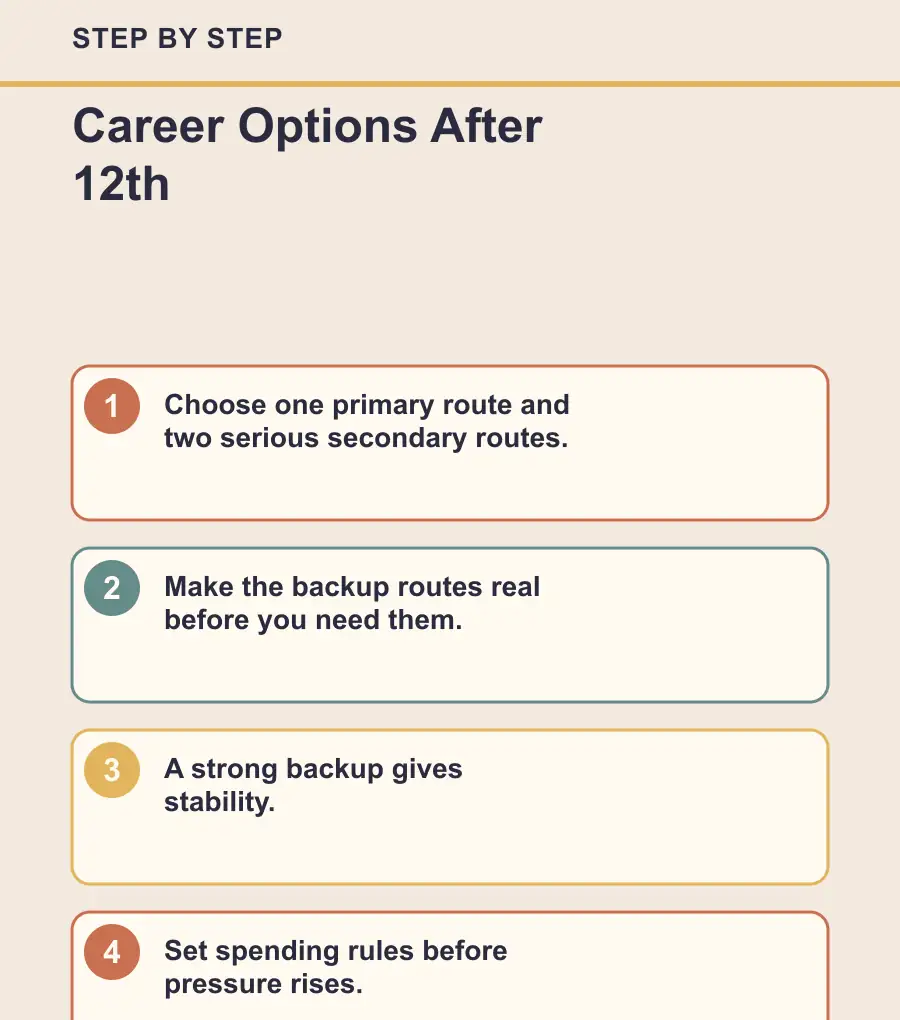 STEP BY STEP
Career Options After
12th
1
Choose one primary route and
two serious secondary routes.
2
Make the backup routes real
before you need them.
3
A strong backup gives
stability.
4
Set spending rules before
pressure rises.